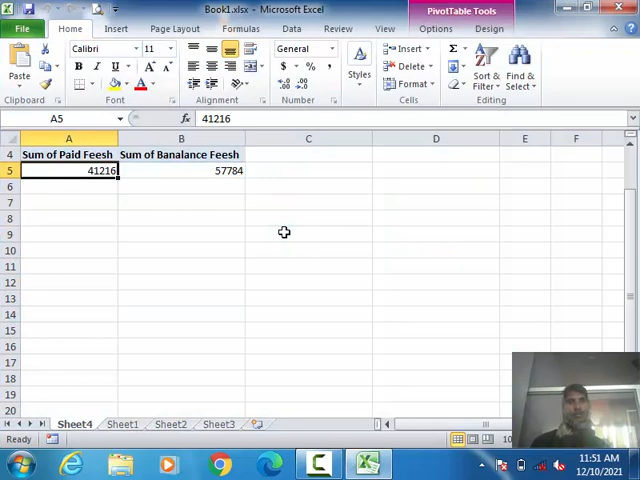 Book1.xlsx - Microsoft Excel
PivotTable Tools
File Home Insert Page Layout Formulas Data Review View Options Design
Paste
Clipboard
Calibri 11
B I U
Font
Alignment
General
$ % ,
Number
Styles
Insert
Delete
Format
Cells
Σ
Sort & Filter
Find & Select
Editing
A5 fx 41216
A B C D E F
4 Sum of Paid Feesh Sum of Banalance Feesh
5 41216 57784
6
7
8
9
10
11
12
13
14
15
16
17
18
19
20
Sheet4 Sheet1 Sheet2 Sheet3
Ready
11:51 AM
12/10/2021